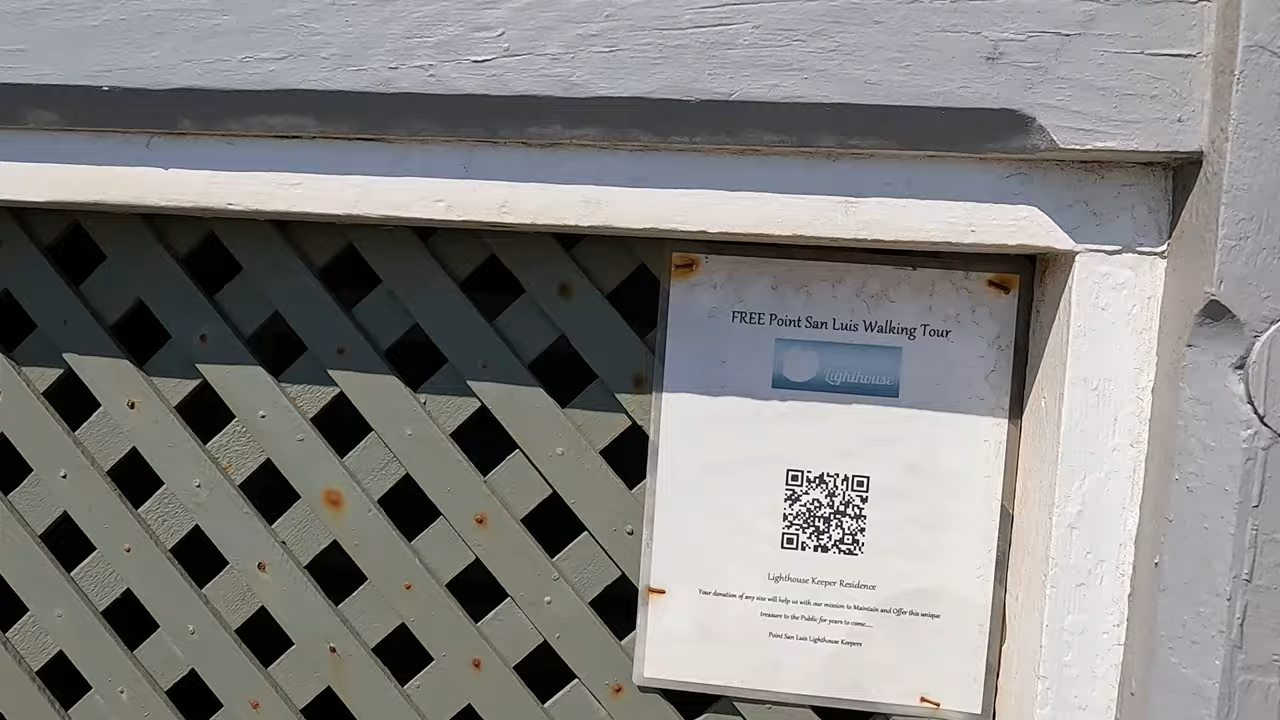 FREE Point San Luis Walking Tour
Lighthouse
Lighthouse Keeper Residence
Your donation of any size will help us with our mission to Maintain and Offer this unique
treasure to the Public for years to come....
Point San Luis Lighthouse Keepers